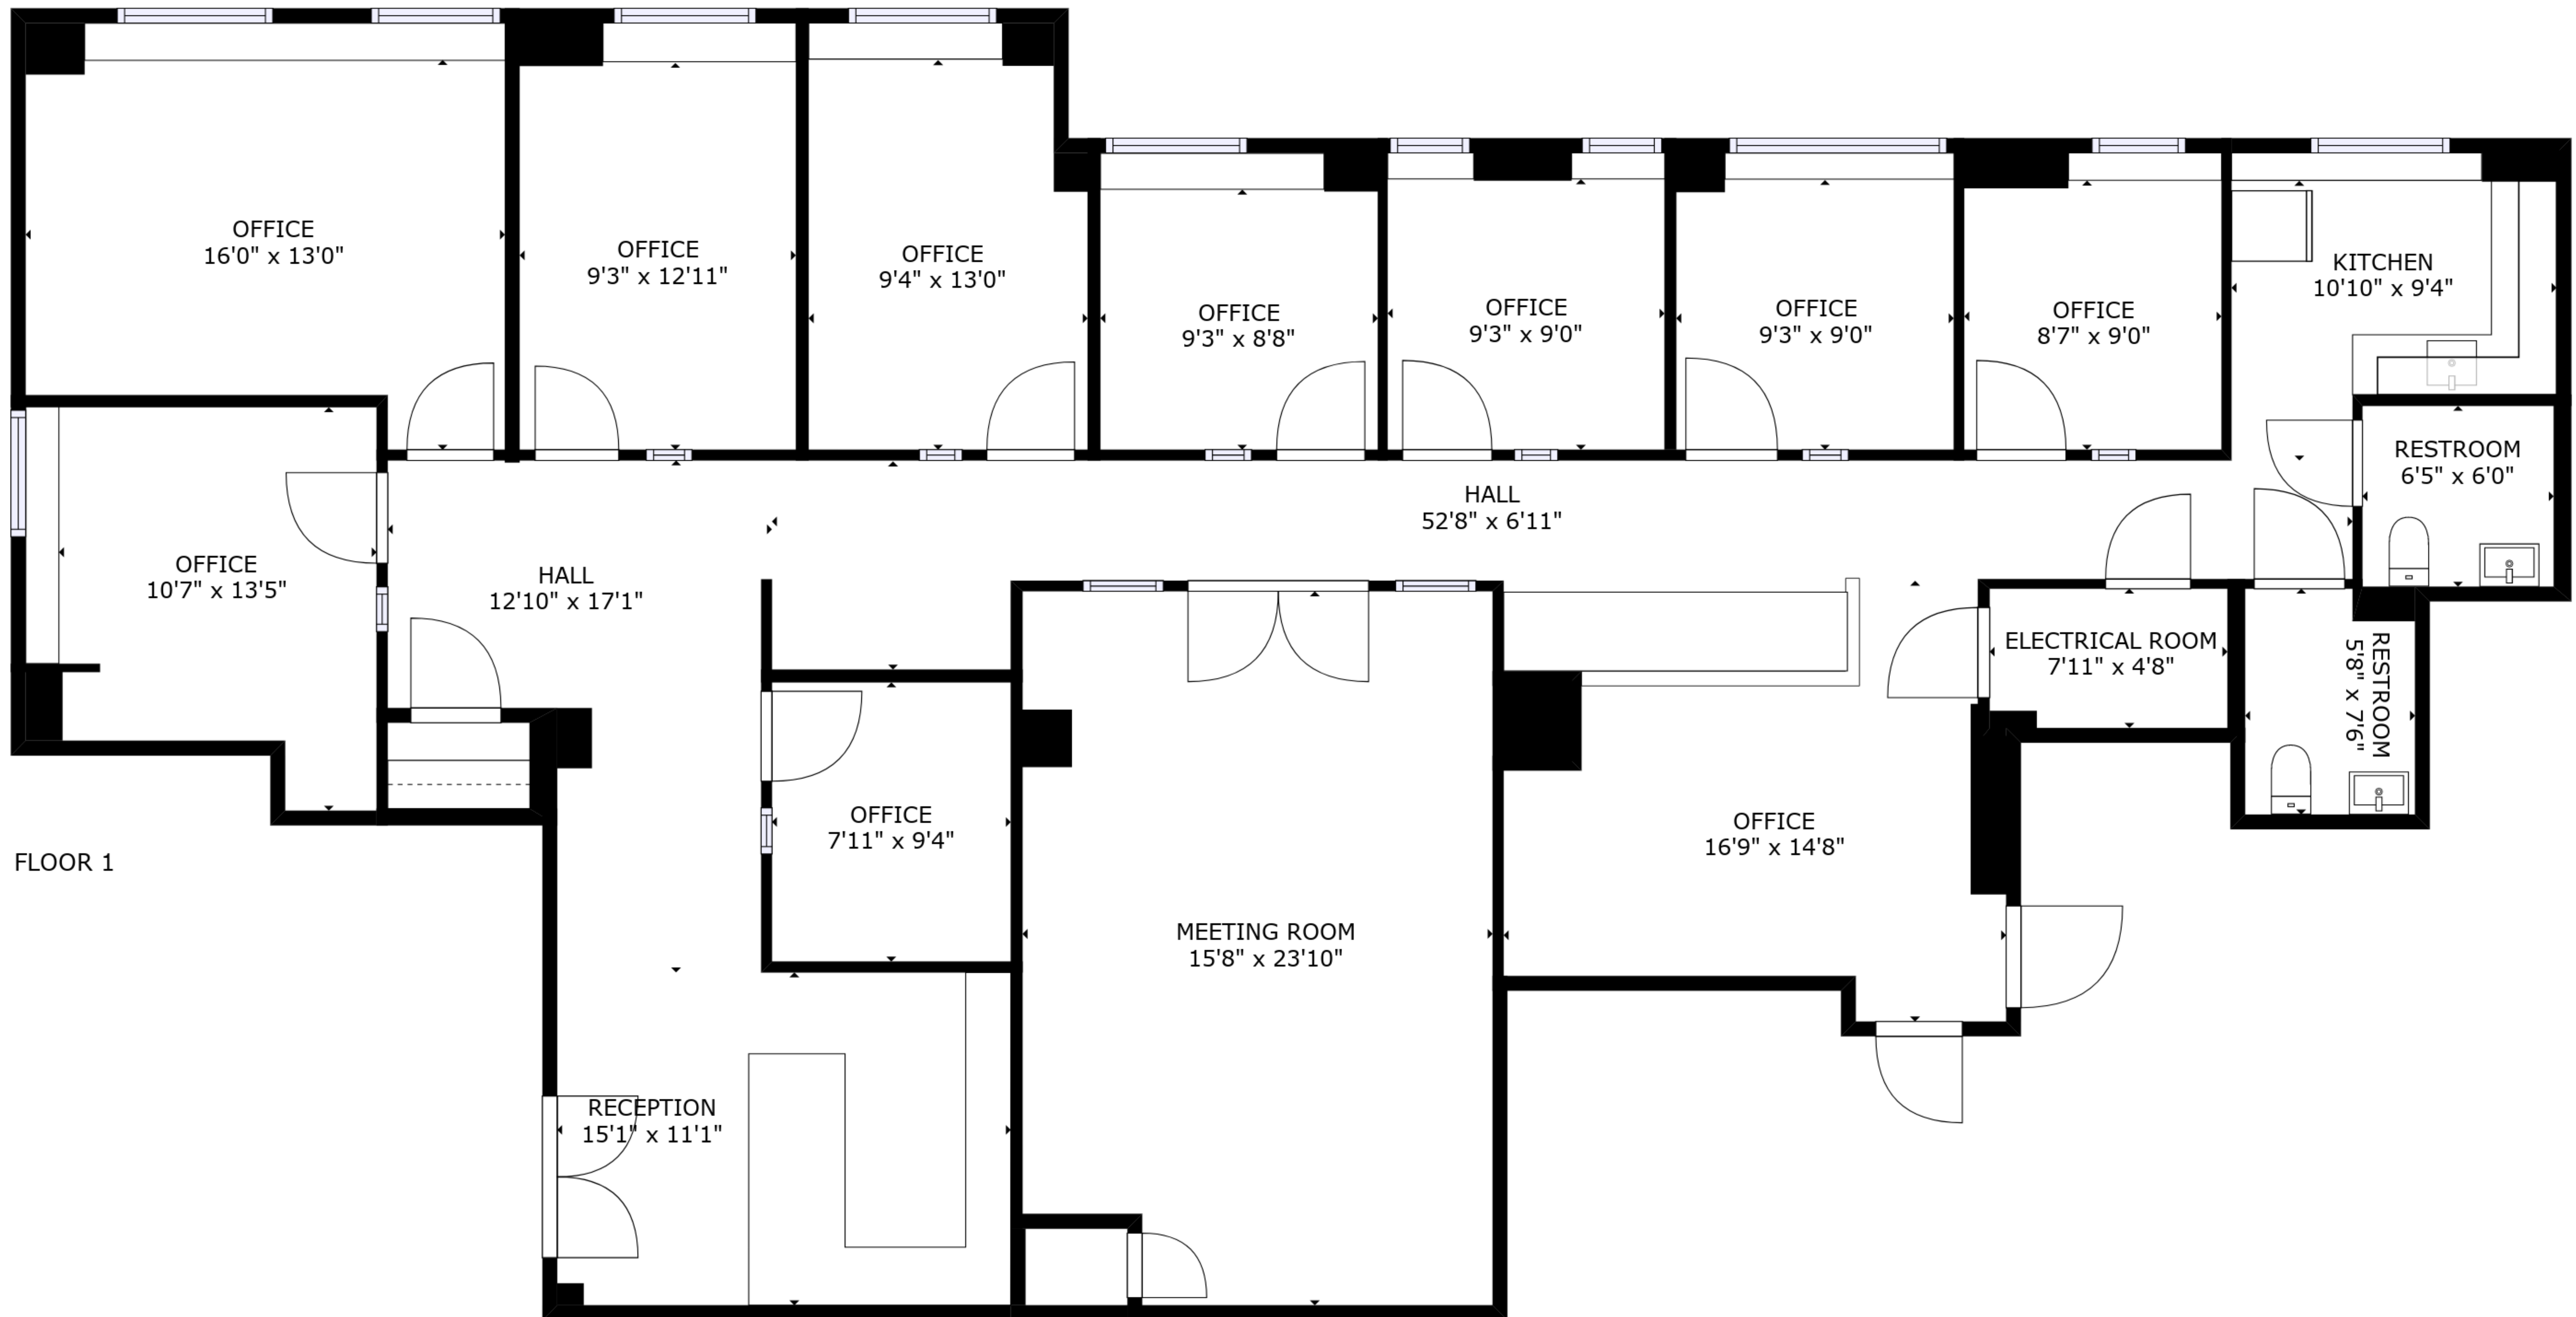 OFFICE
16'0" x 13'0"
OFFICE
9'3" x 12'11"
OFFICE
9'4" x 13'0"
OFFICE
9'3" x 8'8"
OFFICE
9'3" x 9'0"
OFFICE
9'3" x 9'0"
OFFICE
8'7" x 9'0"
KITCHEN
10'10" x 9'4"
RESTROOM
6'5" x 6'0"
HALL
52'8" x 6'11"
OFFICE
10'7" x 13'5"
HALL
12'10" x 17'1"
ELECTRICAL ROOM
7'11" x 4'8"
RESTROOM
5'8" x 7'6"
OFFICE
7'11" x 9'4"
OFFICE
16'9" x 14'8"
FLOOR 1
MEETING ROOM
15'8" x 23'10"
RECEPTION
15'1" x 11'1"